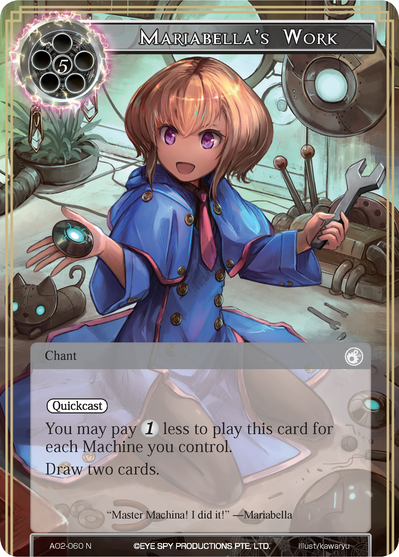 Mariabella's Work
5
Chant
Quickcast
You may pay 1 less to play this card for
each Machine you control.
Draw two cards.
“Master Machina! I did it!” —Mariabella
A02-060 N ©EYE SPY PRODUCTIONS PTE. LTD. Illust/kawaryu